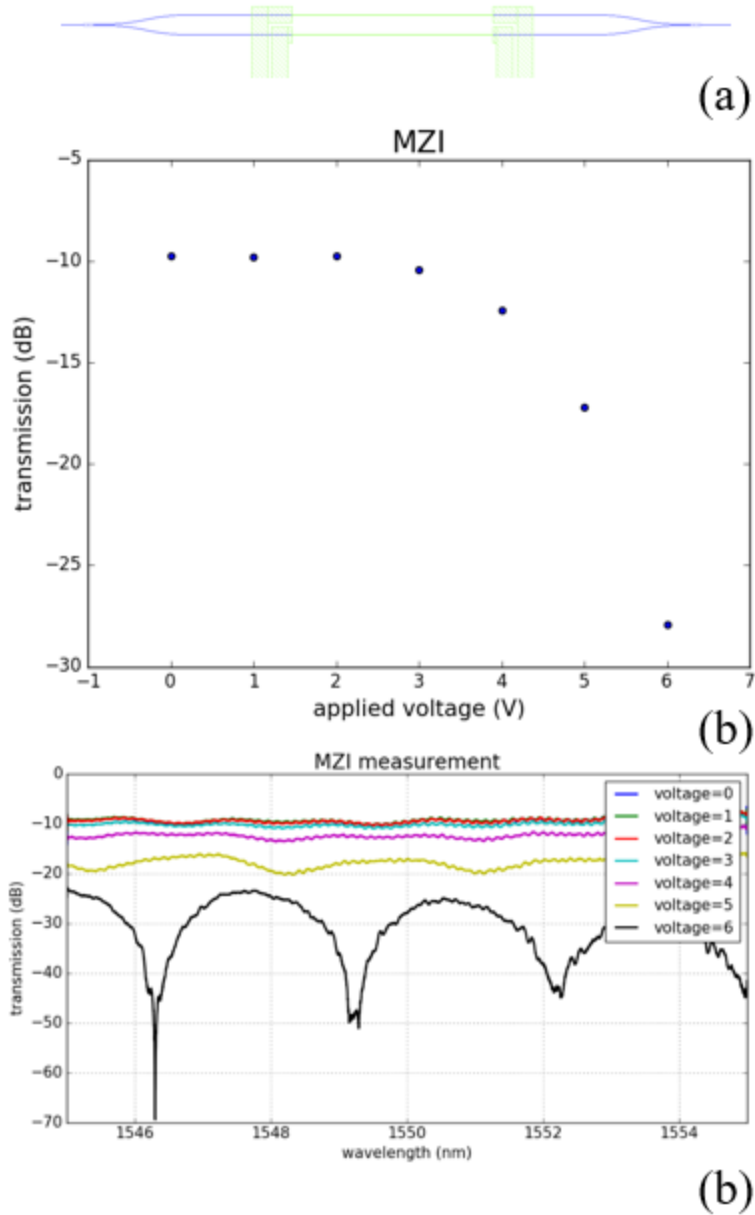 (a)
MZI
−5
−10
−15
−20
−25
−30
transmission (dB)
−1 0 1 2 3 4 5 6 7
applied voltage (V)
(b)
MZI measurement
0
−10
−20
−30
−40
−50
−60
−70
transmission (dB)
voltage=0
voltage=1
voltage=2
voltage=3
voltage=4
voltage=5
voltage=6
1546 1548 1550 1552 1554
wavelength (nm)
(b)